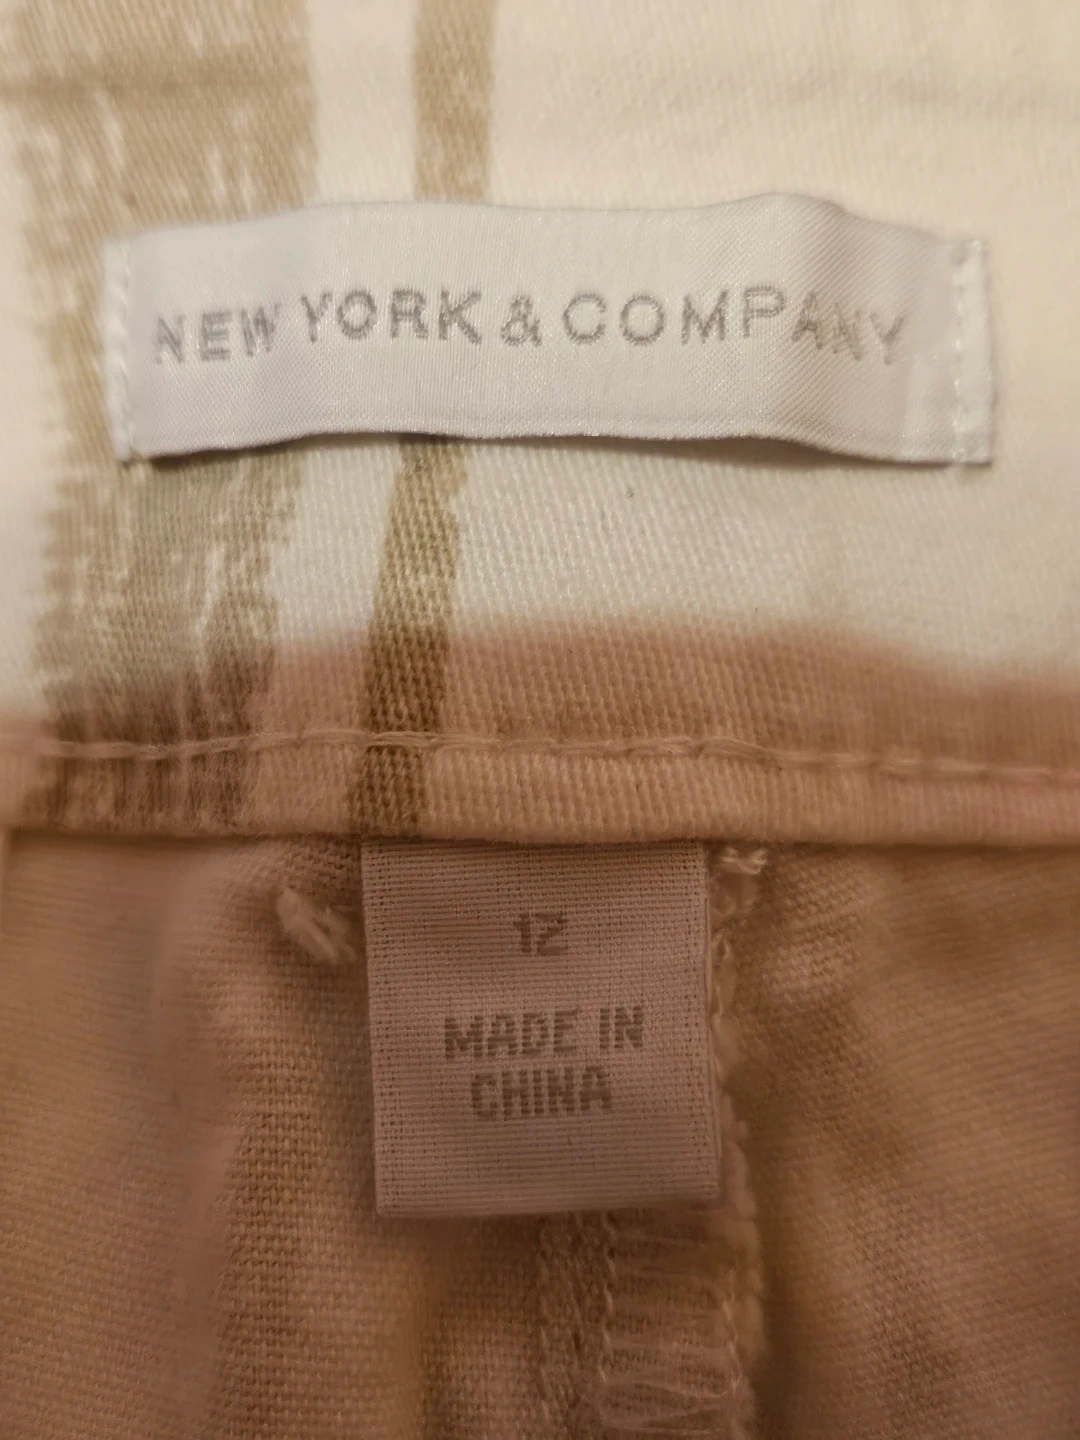 NEW YORK & COMPANY
12
MADE IN
CHINA